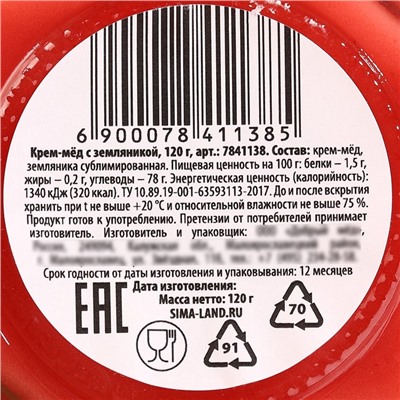 6 900078 411385
Крем-мёд с земляникой, 120 г, арт.: 7841138. Состав: крем-мёд,
земляника сублимированная. Пищевая ценность на 100 г: белки – 1,5 г,
жиры – 0,2 г, углеводы – 78 г. Энергетическая ценность (калорийность):
1340 кДж (320 ккал). ТУ 10.89.19-001-63593113-2017. До и после вскрытия
хранить при t не выше +20 °С и относительной влажности не выше 75 %.
Продукт готов к употреблению. Претензии от потребителей принимает
изготовитель. Изготовитель и упаковщик:
Срок годности от даты изготовления и упаковывания: 12 месяцев
Дата изготовления:
Масса нетто: 120 г
SIMA-LAND.RU
EAC
91
70